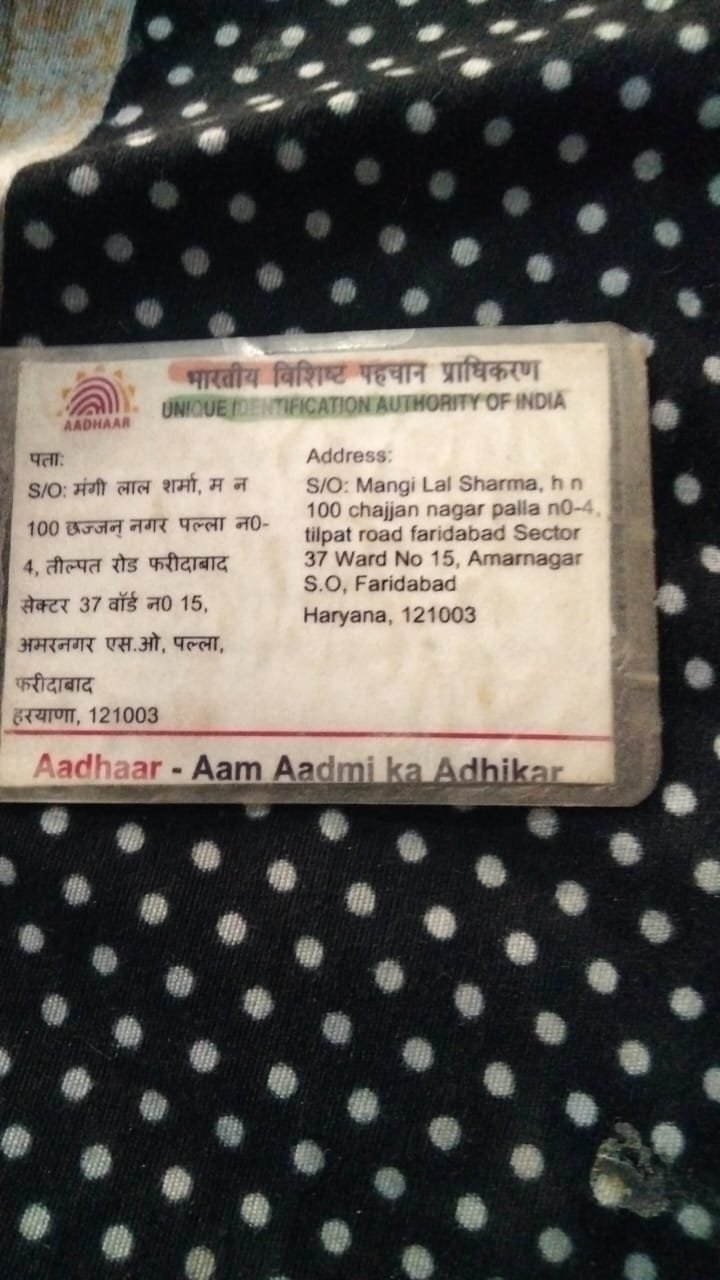 भारतीय विशिष्ट पहचान प्राधिकरण
UNIQUE IDENTIFICATION AUTHORITY OF INDIA
AADHAAR
पता:
S/O: मंगी लाल शर्मा, म न
100 छज्जन् नगर पल्ला न0-
4, तील्पत रोड फरीदाबाद
सेक्टर 37 वॉर्ड न0 15,
अमरनगर एस.ओ, पल्ला,
फरीदाबाद
हरयाणा, 121003
Address:
S/O: Mangi Lal Sharma, h n
100 chajjan nagar palla n0-4,
tilpat road faridabad Sector
37 Ward No 15, Amarnagar
S.O, Faridabad
Haryana, 121003
Aadhaar - Aam Aadmi ka Adhikar